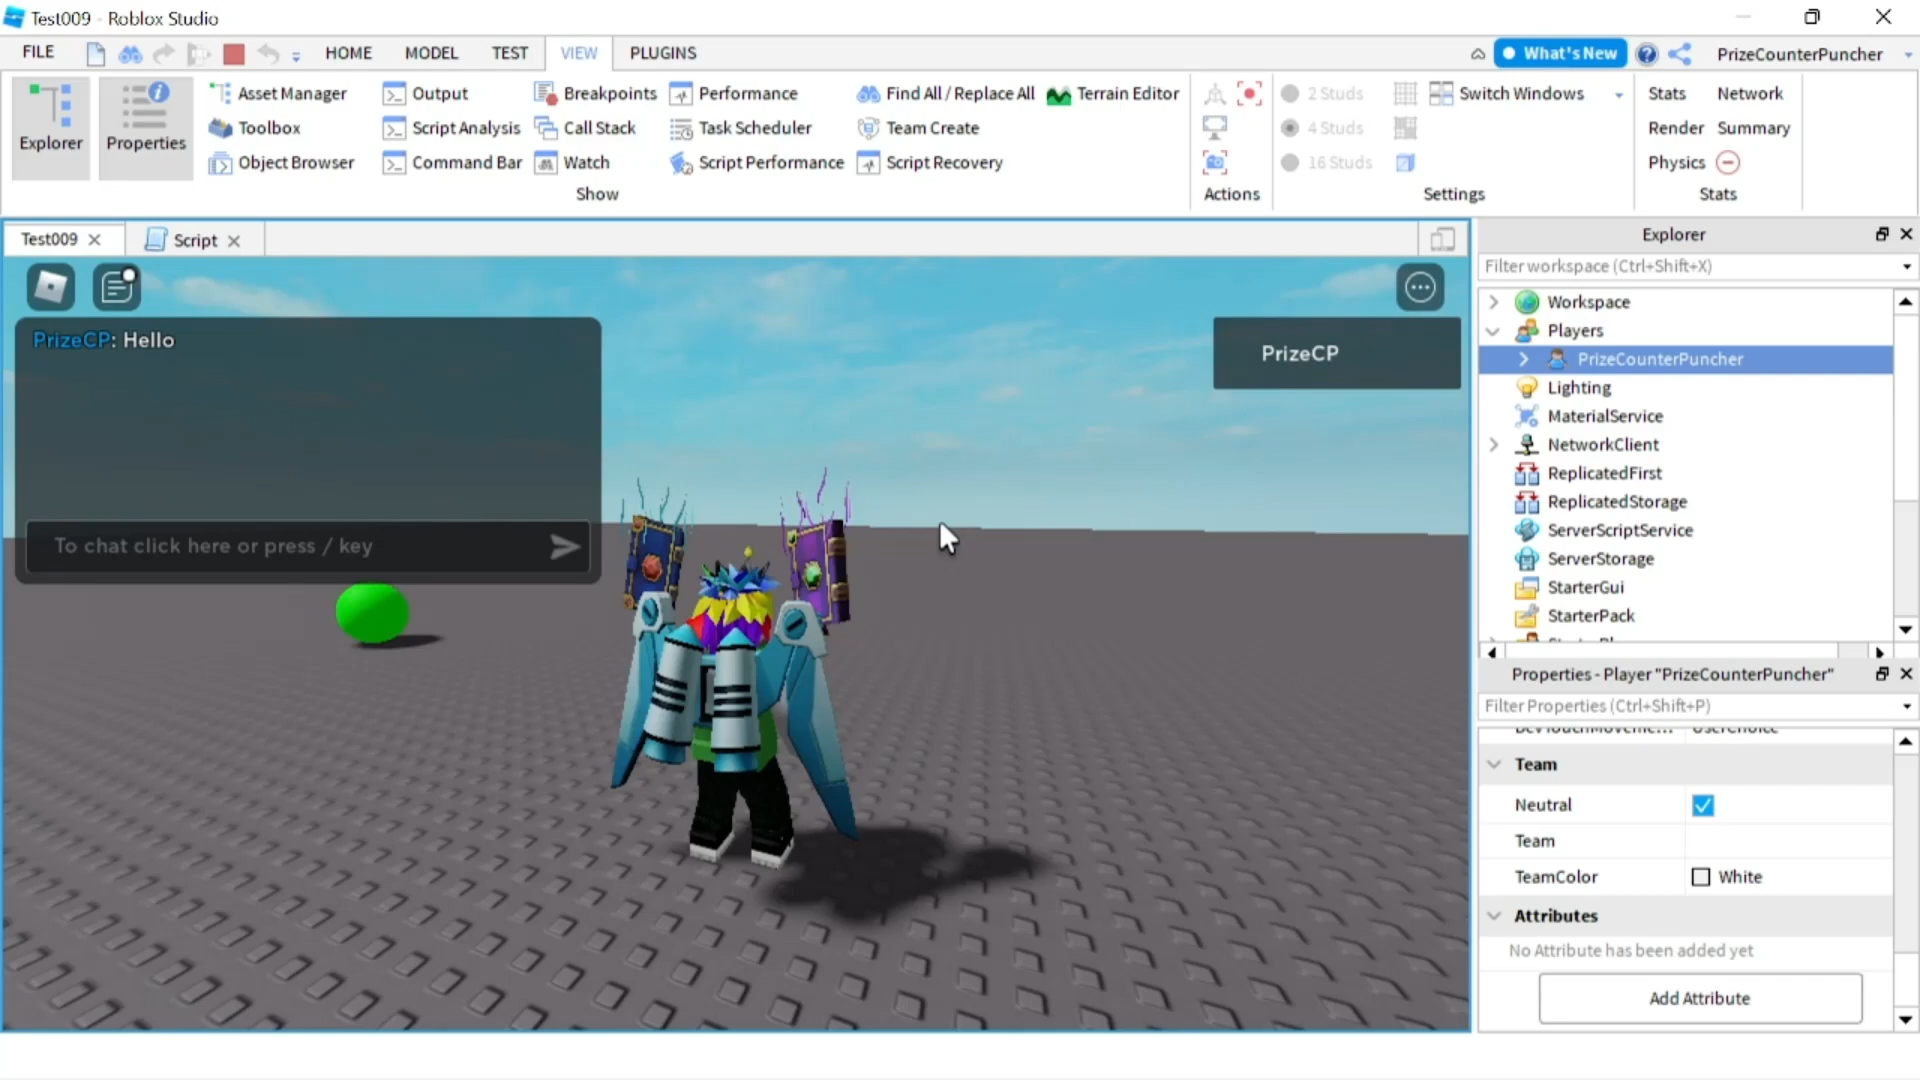 Test009 - Roblox Studio
FILE HOME MODEL TEST VIEW PLUGINS What's New PrizeCounterPuncher
Explorer
Properties
Asset Manager
Toolbox
Object Browser
Output
Script Analysis
Command Bar
Breakpoints
Call Stack
Watch
Performance
Task Scheduler
Script Performance
Find All / Replace All
Team Create
Script Recovery
Terrain Editor
Show
Actions
2 Studs
4 Studs
16 Studs
Switch Windows
Settings
Stats Network
Render Summary
Physics
Stats
Test009
Script
PrizeCP: Hello
To chat click here or press / key
PrizeCP
Explorer
Filter workspace (Ctrl+Shift+X)
Workspace
Players
PrizeCounterPuncher
Lighting
MaterialService
NetworkClient
ReplicatedFirst
ReplicatedStorage
ServerScriptService
ServerStorage
StarterGui
StarterPack
Properties - Player "PrizeCounterPuncher"
Filter Properties (Ctrl+Shift+P)
Team
Neutral
Team
TeamColor White
Attributes
No Attribute has been added yet
Add Attribute